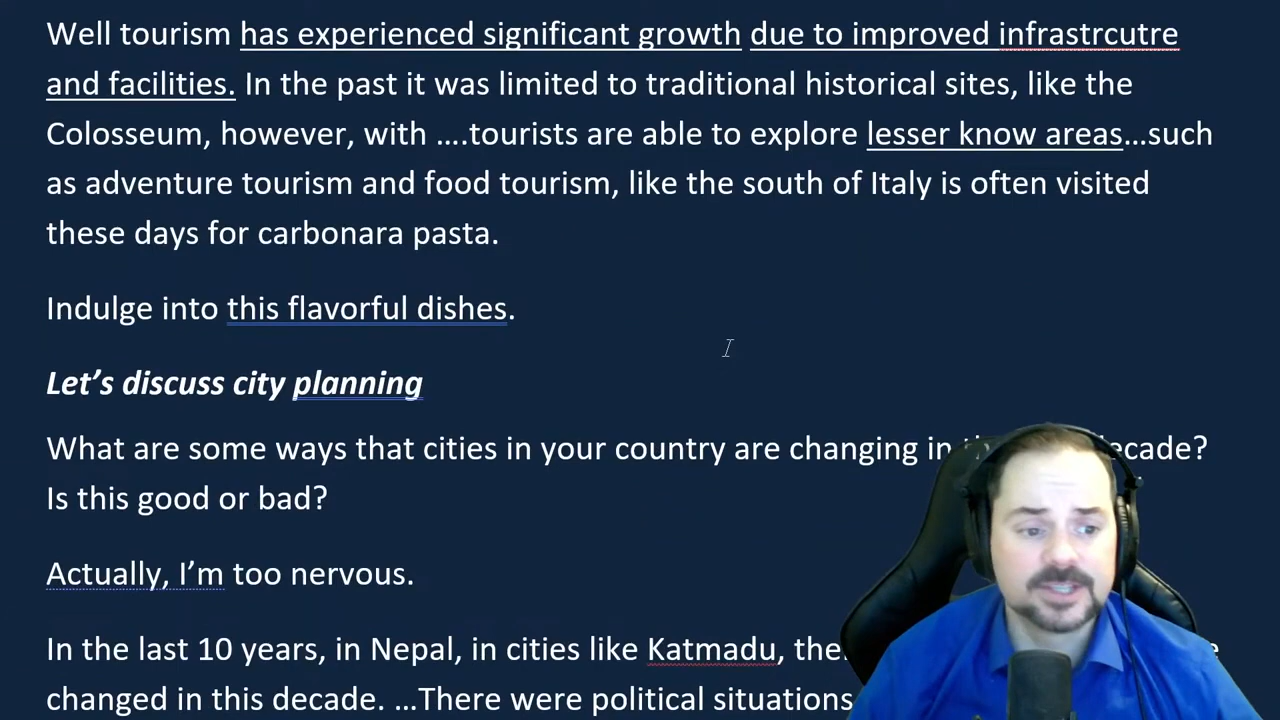 Well tourism has experienced significant growth due to improved infrastrcutre
and facilities. In the past it was limited to traditional historical sites, like the
Colosseum, however, with ….tourists are able to explore lesser know areas…such
as adventure tourism and food tourism, like the south of Italy is often visited
these days for carbonara pasta.
Indulge into this flavorful dishes.
Let’s discuss city planning
What are some ways that cities in your country are changing in decade?
Is this good or bad?
Actually, I’m too nervous.
In the last 10 years, in Nepal, in cities like Katmadu,
changed in this decade. …There were political situations